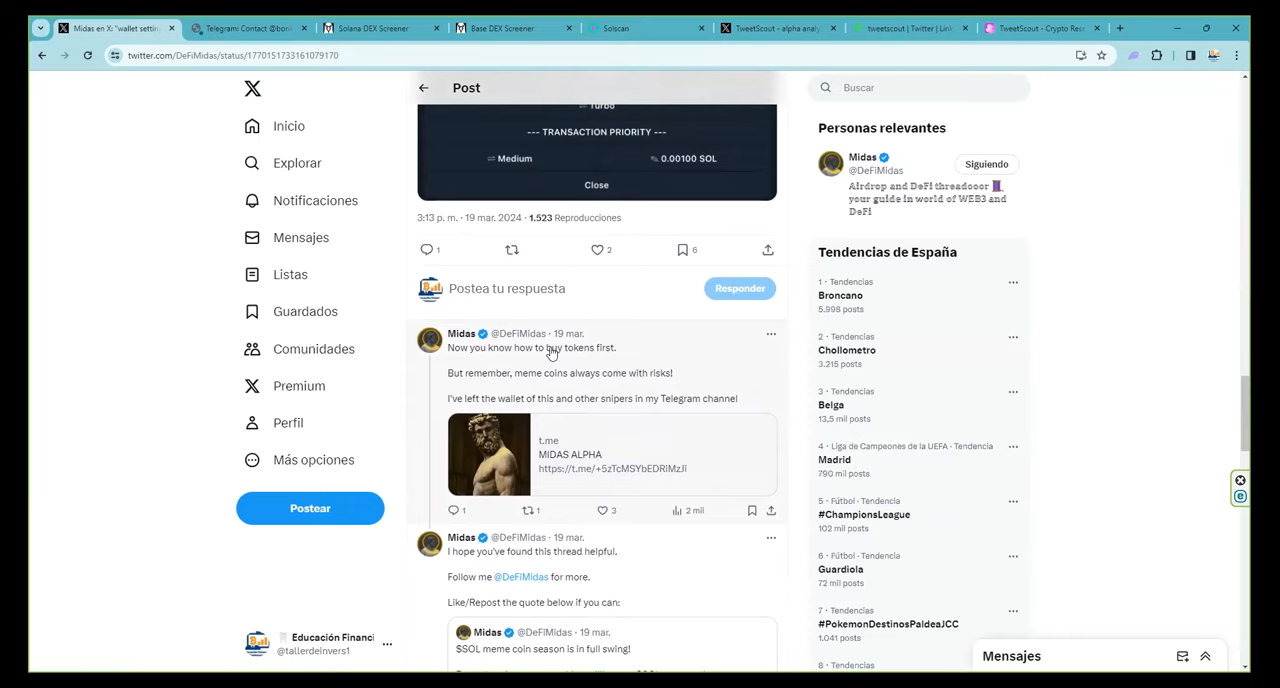 Midas en X: "wallet settin
Telegram: Contact @bon
Solana DEX Screener
Base DEX Screener
Solscan
TweetScout - alpha analy
tweetscout | Twitter | Lin
TweetScout - Crypto Res
twitter.com/DeFiMidas/status/1770151733161079170
Inicio
Explorar
Notificaciones
Mensajes
Listas
Guardados
Comunidades
Premium
Perfil
Más opciones
Postear
Educación Financi
@tallerdeinvers1
Post
Turbo
--- TRANSACTION PRIORITY ---
Medium
0.00100 SOL
Close
3:13 p. m. · 19 mar. 2024 · 1.523 Reproducciones
1
2
6
Postea tu respuesta
Responder
Midas @DeFiMidas · 19 mar.
Now you know how to buy tokens first.
But remember, meme coins always come with risks!
I've left the wallet of this and other snipers in my Telegram channel
t.me
MIDAS ALPHA
https://t.me/+5zTcMSYbEDRlMzJi
1
1
3
2 mil
Midas @DeFiMidas · 19 mar.
I hope you've found this thread helpful.
Follow me @DeFiMidas for more.
Like/Repost the quote below if you can:
Midas @DeFiMidas · 19 mar.
$SOL meme coin season is in full swing!
Buscar
Personas relevantes
Midas
@DeFiMidas
Siguiendo
Airdrop and DeFi threadooor
your guide in world of WEB3 and
DeFi
Tendencias de España
1 · Tendencias
Broncano
5.998 posts
2 · Tendencias
Chollometro
3.215 posts
3 · Tendencias
Belga
13,5 mil posts
4 · Liga de Campeones de la UEFA · Tendencia
Madrid
790 mil posts
5 · Fútbol · Tendencia
#ChampionsLeague
102 mil posts
6 · Fútbol · Tendencia
Guardiola
72 mil posts
7 · Tendencias
#PokemonDestinosPaldeaJCC
1.041 posts
8 · Tendencias
Mensajes